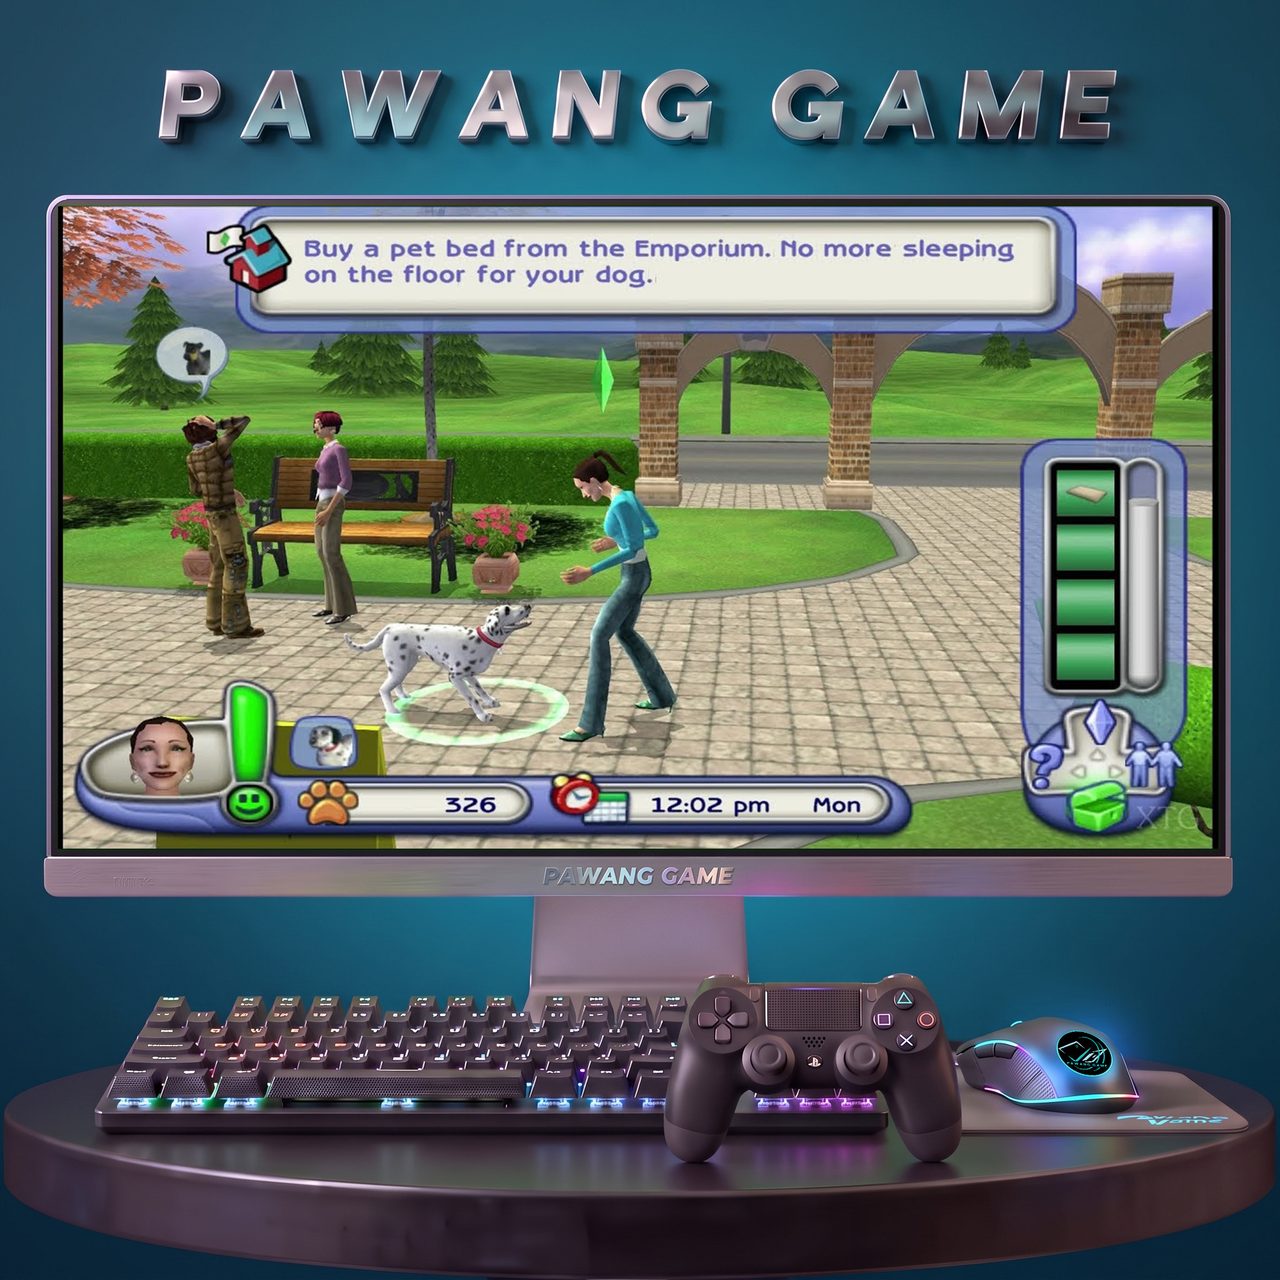 PAWANG GAME
Buy a pet bed from the Emporium. No more sleeping
on the floor for your dog.
326
12:02 pm
Mon
XTG
PAWANG GAME